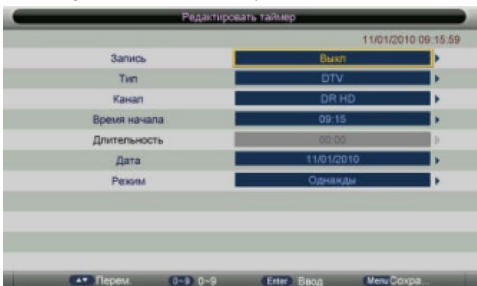 Редактировать таймер
11/01/2010 09:15:59
Запись Выкл
Тип DTV
Канал DR HD
Время начала 09:15
Длительность 00:00
Дата 11/01/2010
Режим Однажды
Перем. 0~9 0~9 Enter Ввод Menu Сохра...